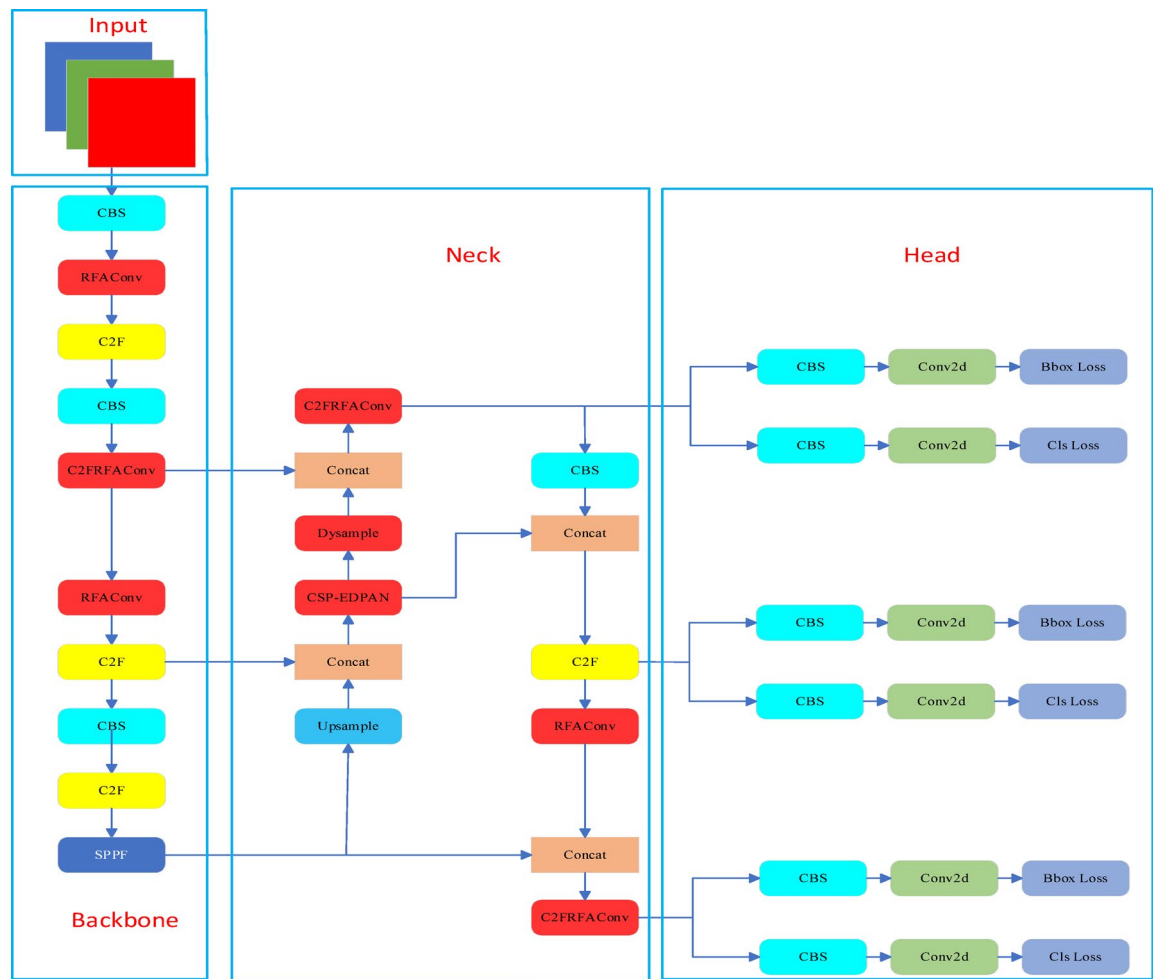 Input
CBS
RFAConv
C2F
CBS
C2FRFAConv
RFAConv
C2F
CBS
C2F
SPPF
Backbone
Neck
C2FRFAConv
Concat
Dysample
CSP-EDPAN
Concat
Upsample
CBS
Concat
C2F
RFAConv
Concat
C2FRFAConv
Head
CBS Conv2d Bbox Loss
CBS Conv2d Cls Loss
CBS Conv2d Bbox Loss
CBS Conv2d Cls Loss
CBS Conv2d Bbox Loss
CBS Conv2d Cls Loss